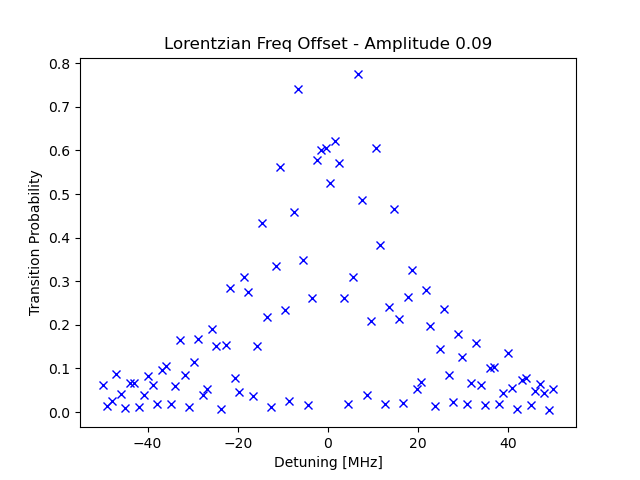 Lorentzian Freq Offset - Amplitude 0.09
Transition Probability
0.8
0.7
0.6
0.5
0.4
0.3
0.2
0.1
0.0
−40 −20 0 20 40
Detuning [MHz]